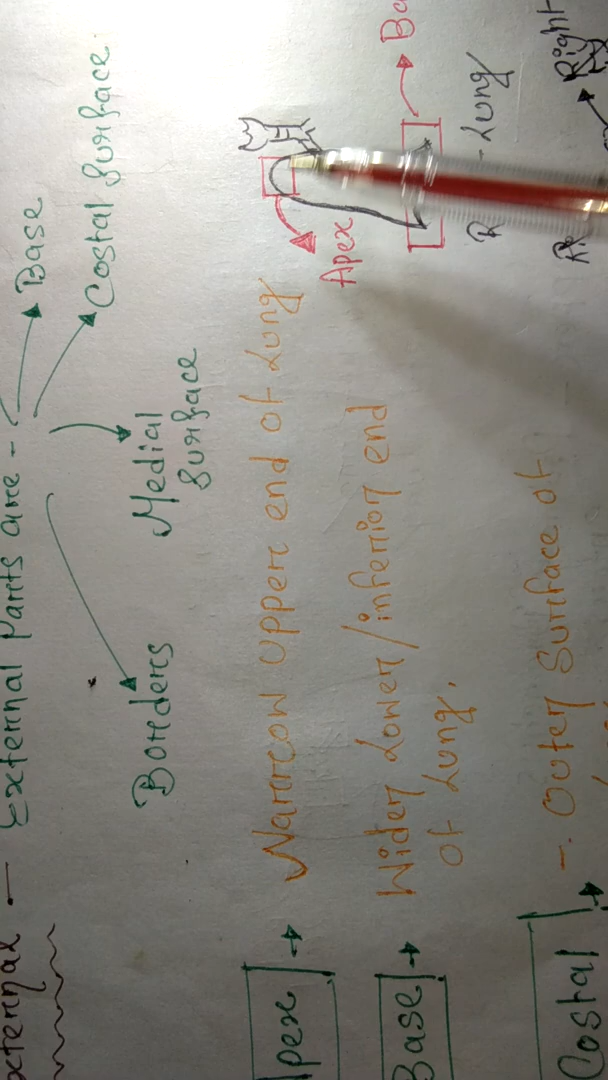 External - External Parts are -
Base
Costal Surface
Medial
Surface
Borders
Apex → Narrow upper end of Lung
Apex
Base → Wider Lower/inferior end
of Lung.
Lung
Right
Costal → - Outer Surface of